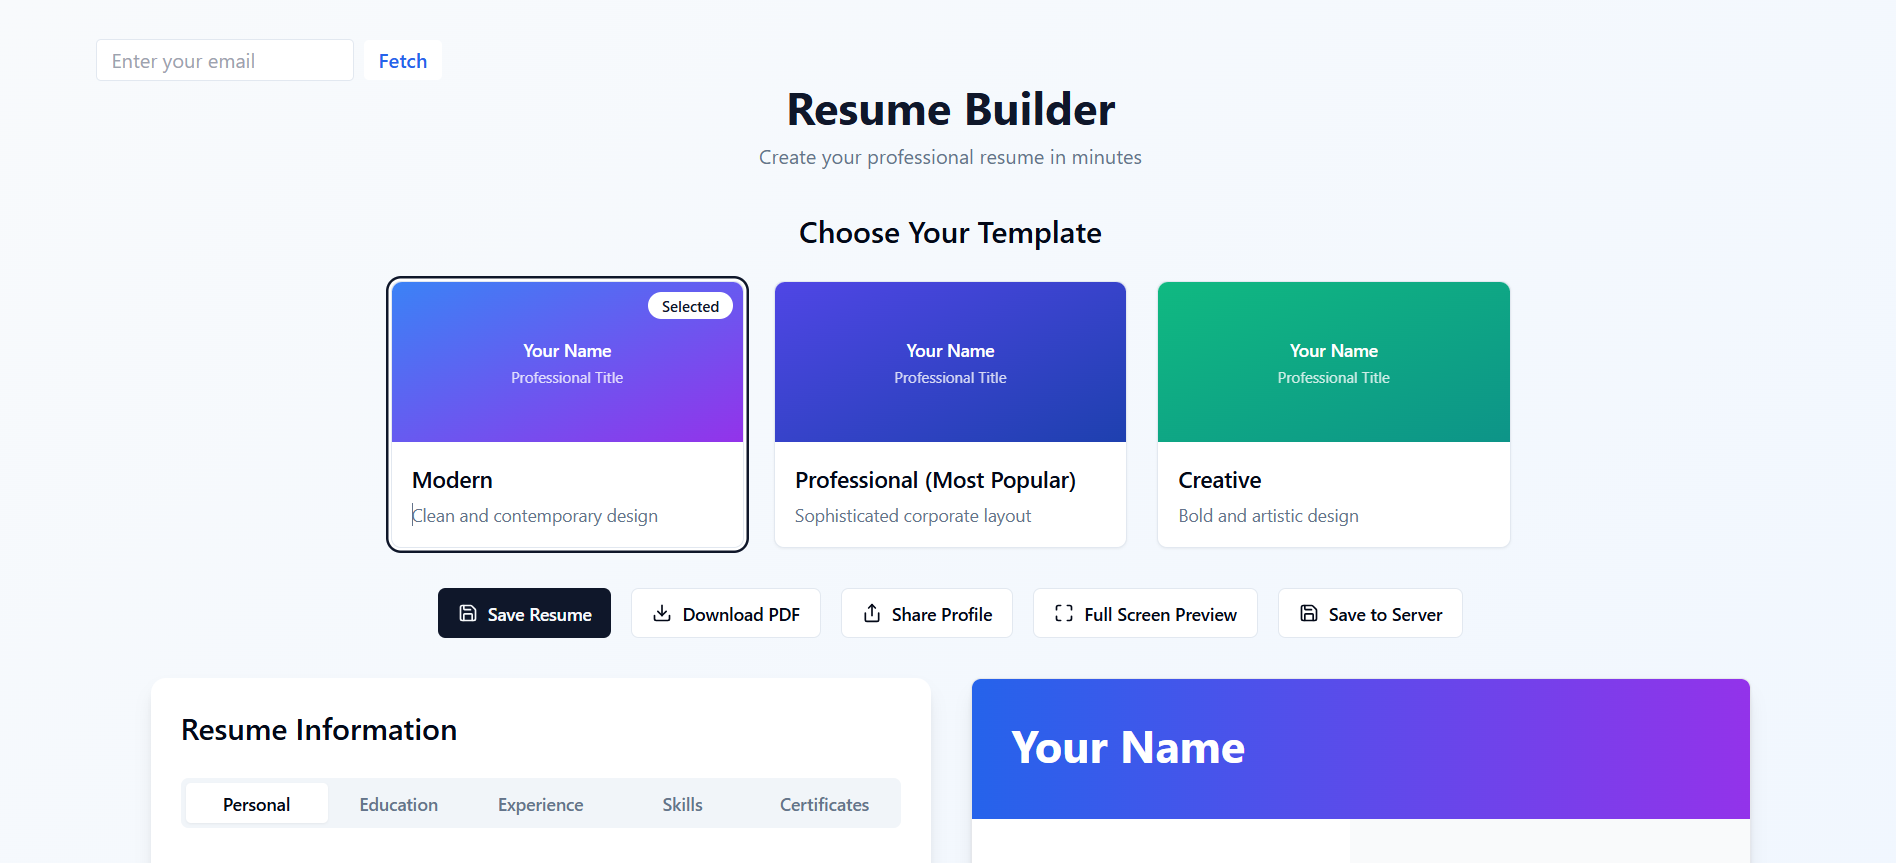 Enter your email
Fetch
Resume Builder
Create your professional resume in minutes
Choose Your Template
Selected
Your Name
Professional Title
Modern
Clean and contemporary design
Your Name
Professional Title
Professional (Most Popular)
Sophisticated corporate layout
Your Name
Professional Title
Creative
Bold and artistic design
Save Resume
Download PDF
Share Profile
Full Screen Preview
Save to Server
Resume Information
Personal
Education
Experience
Skills
Certificates
Your Name